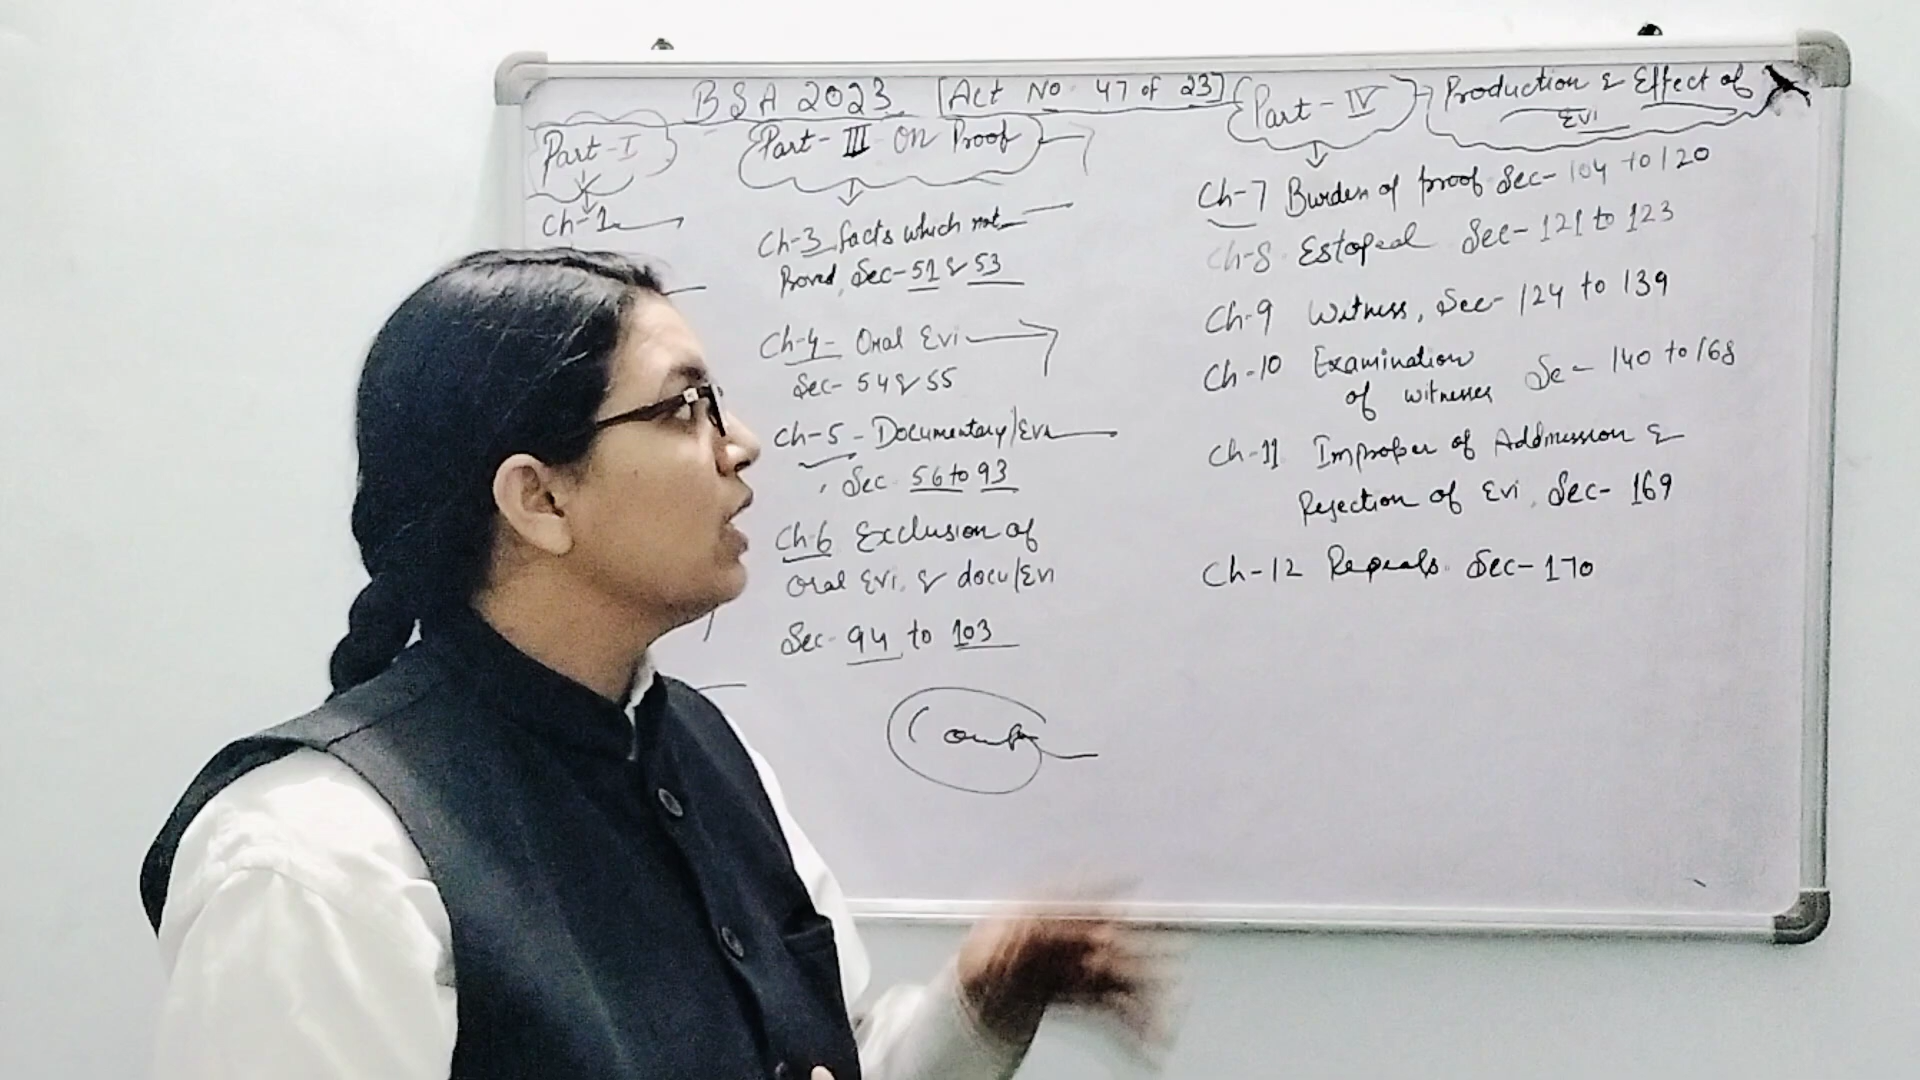 BSA 2023 [Act No. 47 of 23]
Part-I
Ch-1
Part-III On Proof
Ch-3 facts which not
Proved, Sec-51 & 53
Ch-4- Oral Evi
Sec- 54 & 55
Ch-5 - Documentary/Evi
Sec 56 to 93
Ch-6 Exclusion of
Oral Evi. & docu/Evi
Sec- 94 to 103
Part-IV Production & Effect of
Evi
Ch-7 Burden of proof Sec-104 to 120
Ch-8 Estopeal Sec-121 to 123
Ch-9 Witness, Sec-124 to 139
Ch-10 Examination
of witnesses Se- 140 to 168
Ch-11 Improper of Addmission &
Rejection of Evi, Sec- 169
Ch-12 Repeals. Sec-170